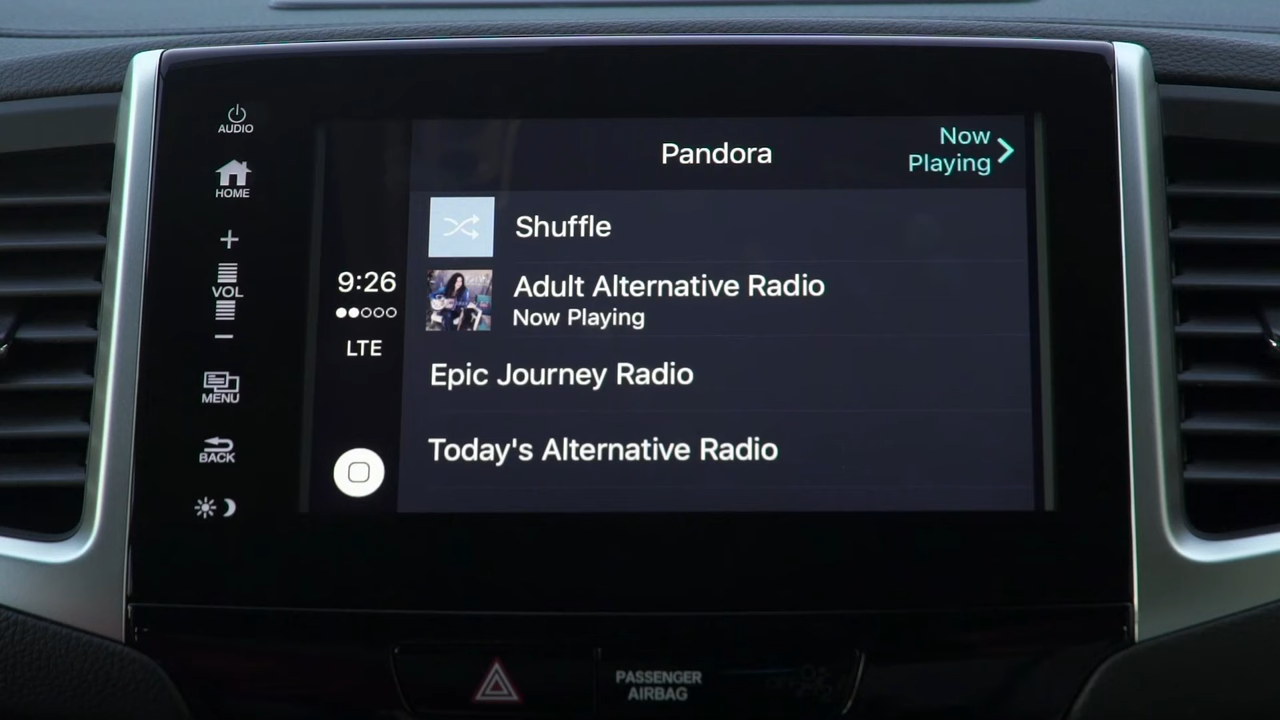 AUDIO
HOME
+
VOL
−
MENU
BACK
9:26
LTE
Pandora
Now
Playing
Shuffle
Adult Alternative Radio
Now Playing
Epic Journey Radio
Today's Alternative Radio
PASSENGER
AIRBAG